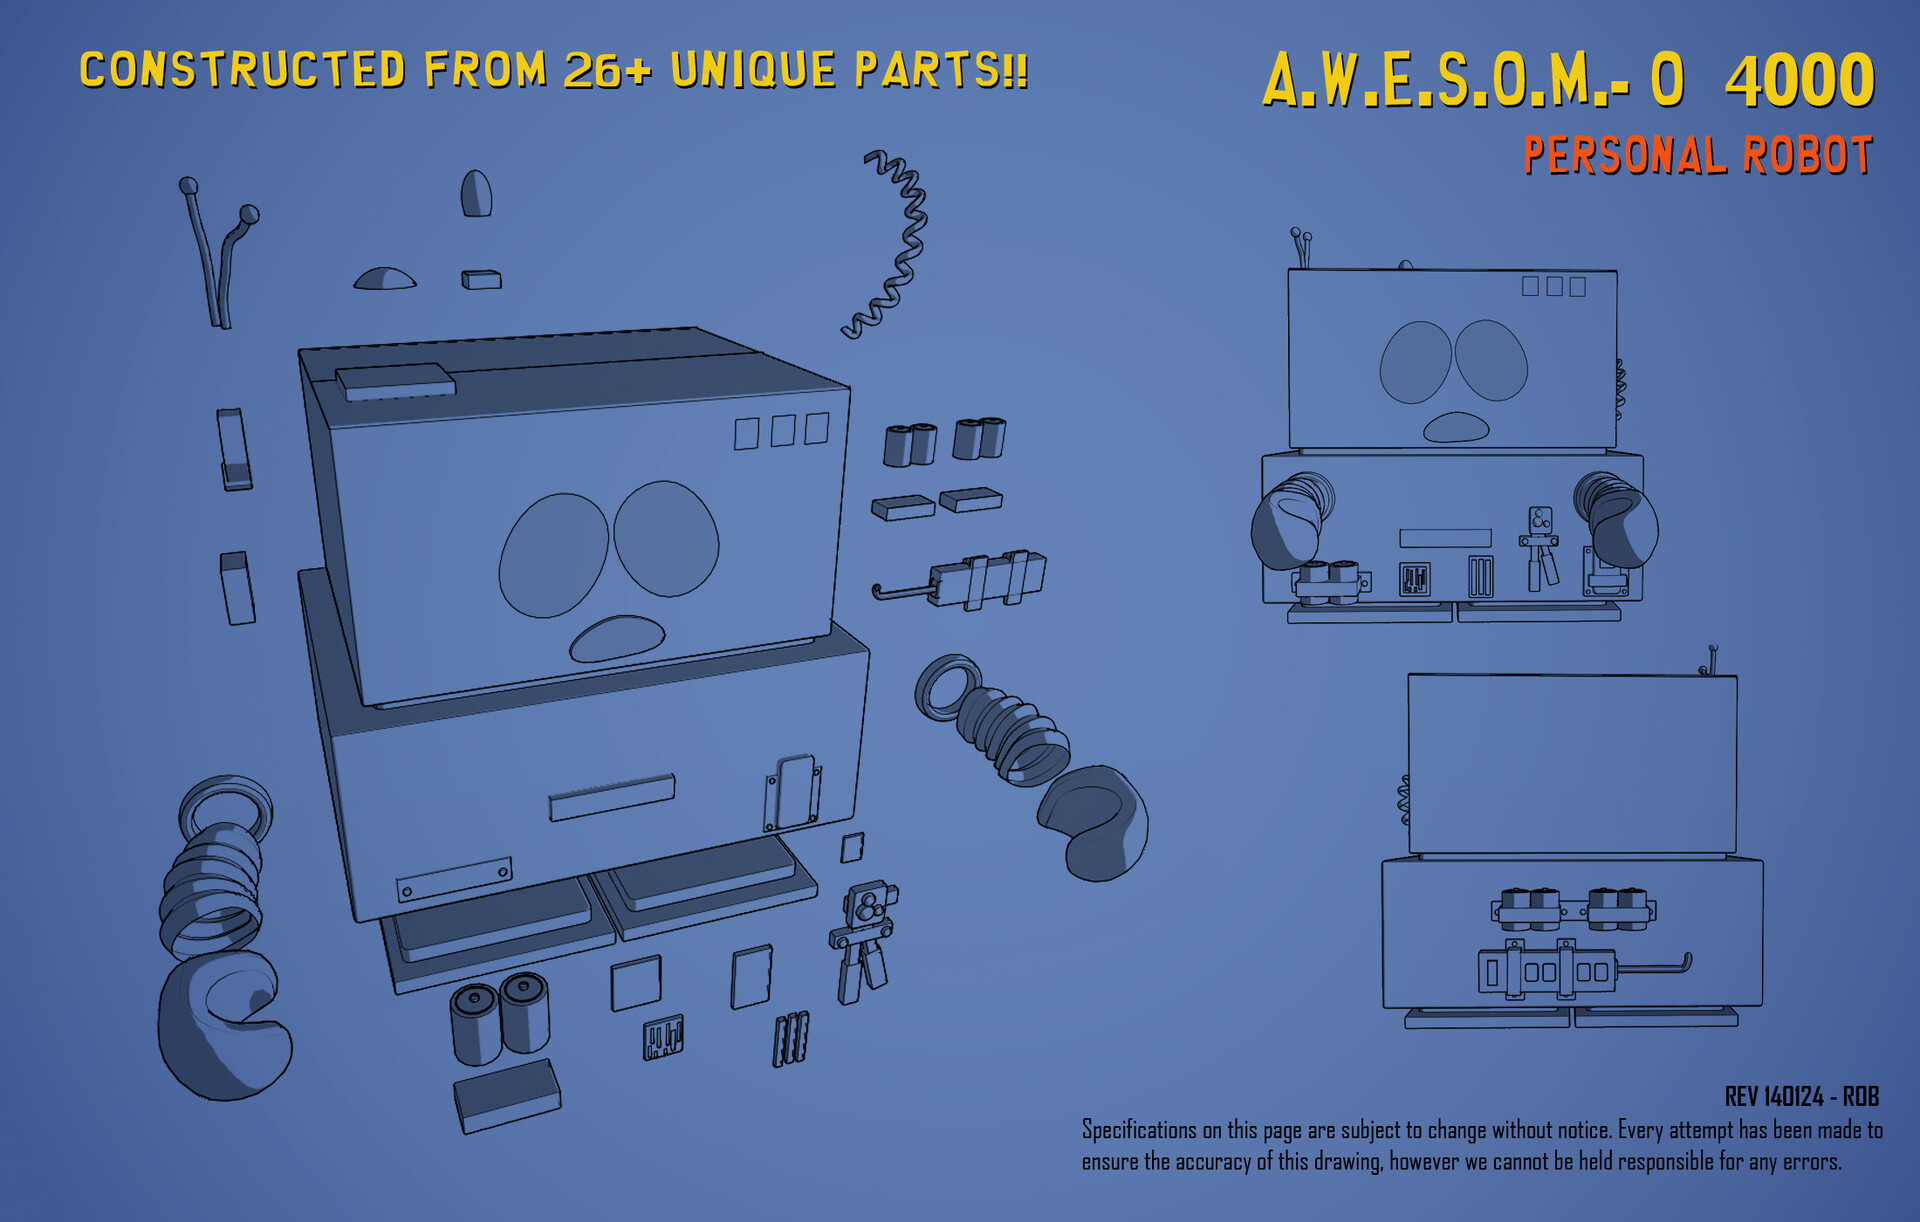 CONSTRUCTED FROM 26+ UNIQUE PARTS!!
A.W.E.S.O.M.- O 4000
PERSONAL ROBOT
REV 140124 - ROB
Specifications on this page are subject to change without notice. Every attempt has been made to
ensure the accuracy of this drawing, however we cannot be held responsible for any errors.